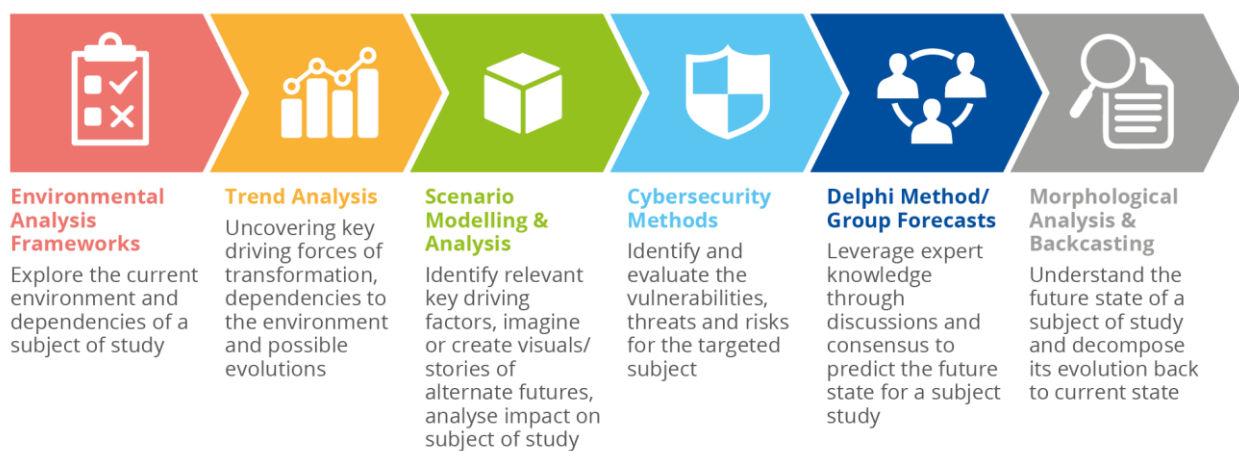 Environmental
Analysis
Frameworks
Explore the current
environment and
dependencies of a
subject of study
Trend Analysis
Uncovering key
driving forces of
transformation,
dependencies to
the environment
and possible
evolutions
Scenario
Modelling &
Analysis
Identify relevant
key driving
factors, imagine
or create visuals/
stories of
alternate futures,
analyse impact on
subject of study
Cybersecurity
Methods
Identify and
evaluate the
vulnerabilities,
threats and risks
for the targeted
subject
Delphi Method/
Group Forecasts
Leverage expert
knowledge
through
discussions and
consensus to
predict the future
state for a subject
study
Morphological
Analysis &
Backcasting
Understand the
future state of a
subject of study
and decompose
its evolution back
to current state